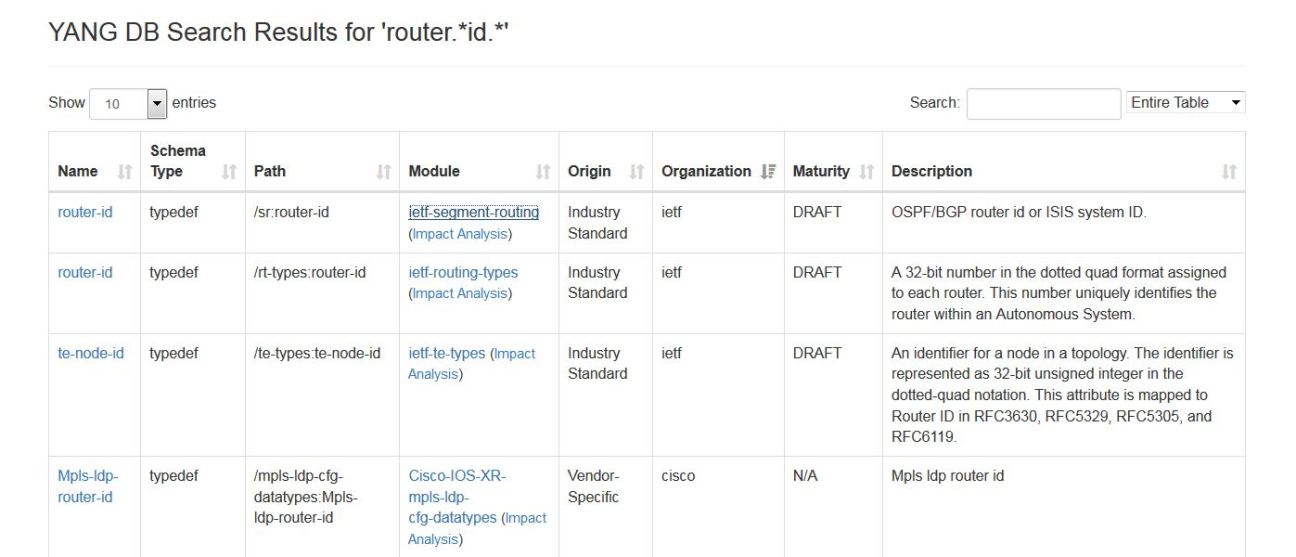 YANG DB Search Results for 'router.*id.*'
Show 10 entries
Search: Entire Table
Name Schema Type Path Module Origin Organization Maturity Description
router-id typedef /sr:router-id ietf-segment-routing Industry ietf DRAFT OSPF/BGP router id or ISIS system ID.
(Impact Analysis) Standard
router-id typedef /rt-types:router-id ietf-routing-types Industry ietf DRAFT A 32-bit number in the dotted quad format assigned
(Impact Analysis) Standard to each router. This number uniquely identifies the
router within an Autonomous System.
te-node-id typedef /te-types:te-node-id ietf-te-types (Impact Industry ietf DRAFT An identifier for a node in a topology. The identifier is
Analysis) Standard represented as 32-bit unsigned integer in the
dotted-quad notation. This attribute is mapped to
Router ID in RFC3630, RFC5329, RFC5305, and
RFC6119.
Mpls-ldp- typedef /mpls-ldp-cfg- Cisco-IOS-XR- Vendor- cisco N/A Mpls ldp router id
router-id datatypes:Mpls- mpls-ldp- Specific
ldp-router-id cfg-datatypes (Impact
Analysis)